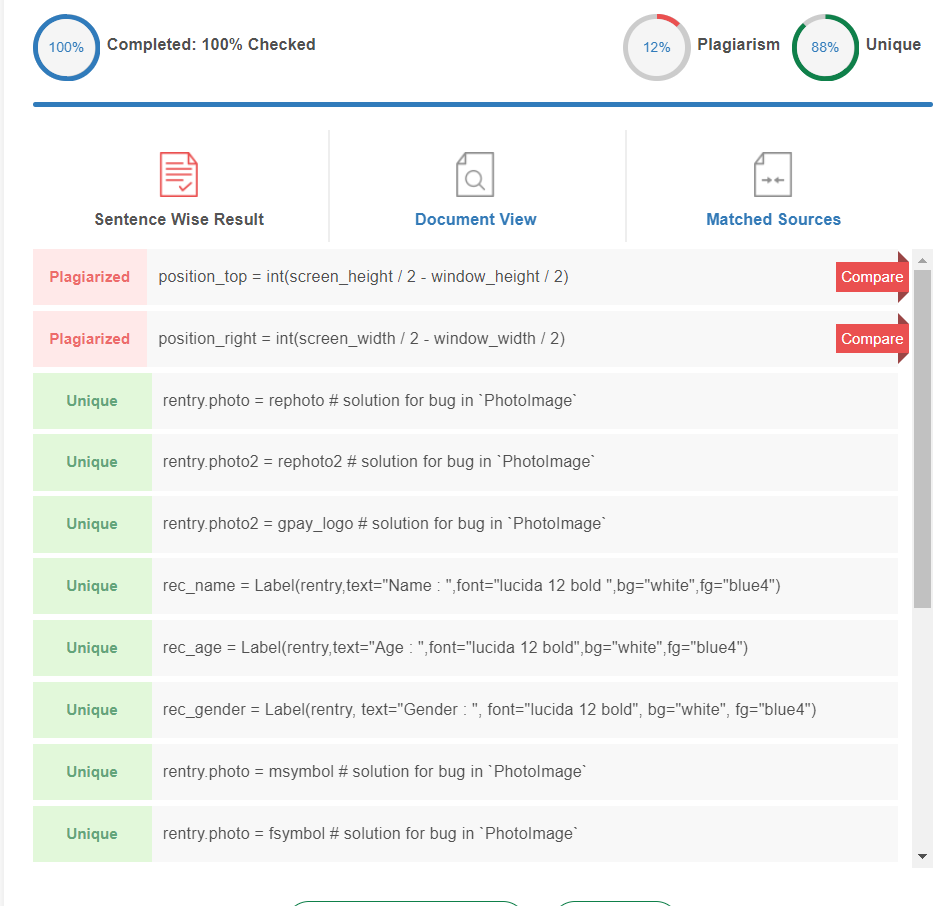 100% Completed: 100% Checked 12% Plagiarism 88% Unique
Sentence Wise Result Document View Matched Sources
Plagiarized position_top = int(screen_height / 2 - window_height / 2) Compare
Plagiarized position_right = int(screen_width / 2 - window_width / 2) Compare
Unique rentry.photo = rephoto # solution for bug in `PhotoImage`
Unique rentry.photo2 = rephoto2 # solution for bug in `PhotoImage`
Unique rentry.photo2 = gpay_logo # solution for bug in `PhotoImage`
Unique rec_name = Label(rentry,text="Name : ",font="lucida 12 bold ",bg="white",fg="blue4")
Unique rec_age = Label(rentry,text="Age : ",font="lucida 12 bold",bg="white",fg="blue4")
Unique rec_gender = Label(rentry, text="Gender : ", font="lucida 12 bold", bg="white", fg="blue4")
Unique rentry.photo = msymbol # solution for bug in `PhotoImage`
Unique rentry.photo = fsymbol # solution for bug in `PhotoImage`